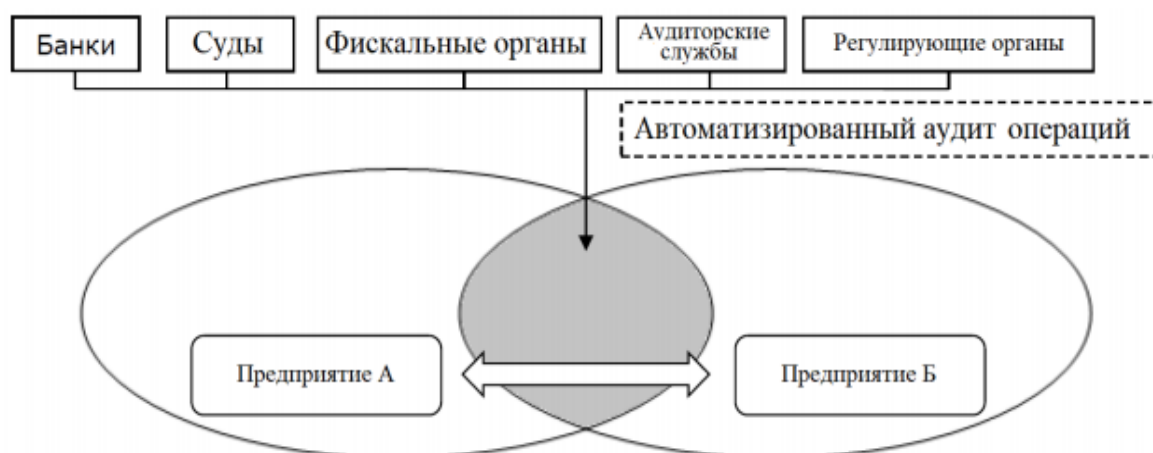 Банки
Суды
Фискальные органы
Аудиторские
службы
Регулирующие органы
Автоматизированный аудит операций
Предприятие А
Предприятие Б